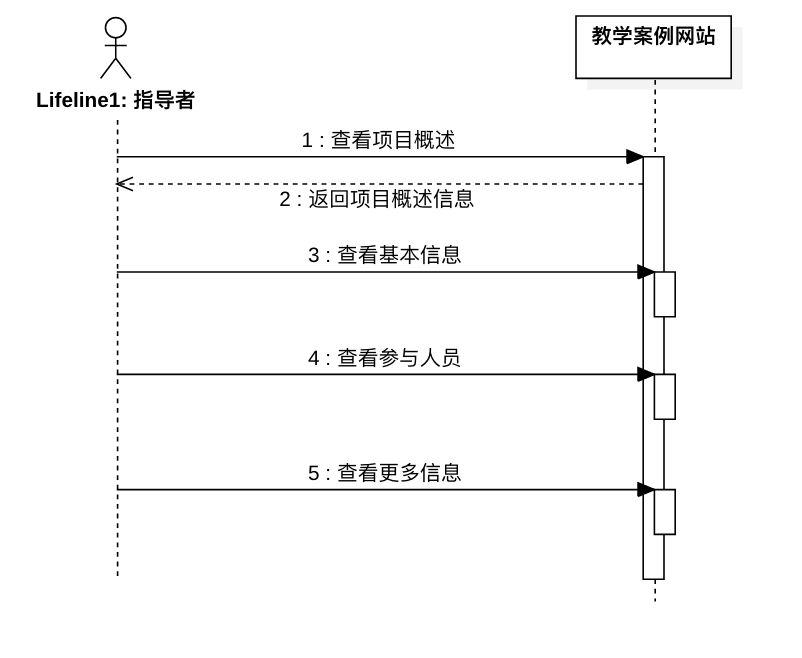 教学案例网站
Lifeline1: 指导者
1 : 查看项目概述
2 : 返回项目概述信息
3 : 查看基本信息
4 : 查看参与人员
5 : 查看更多信息